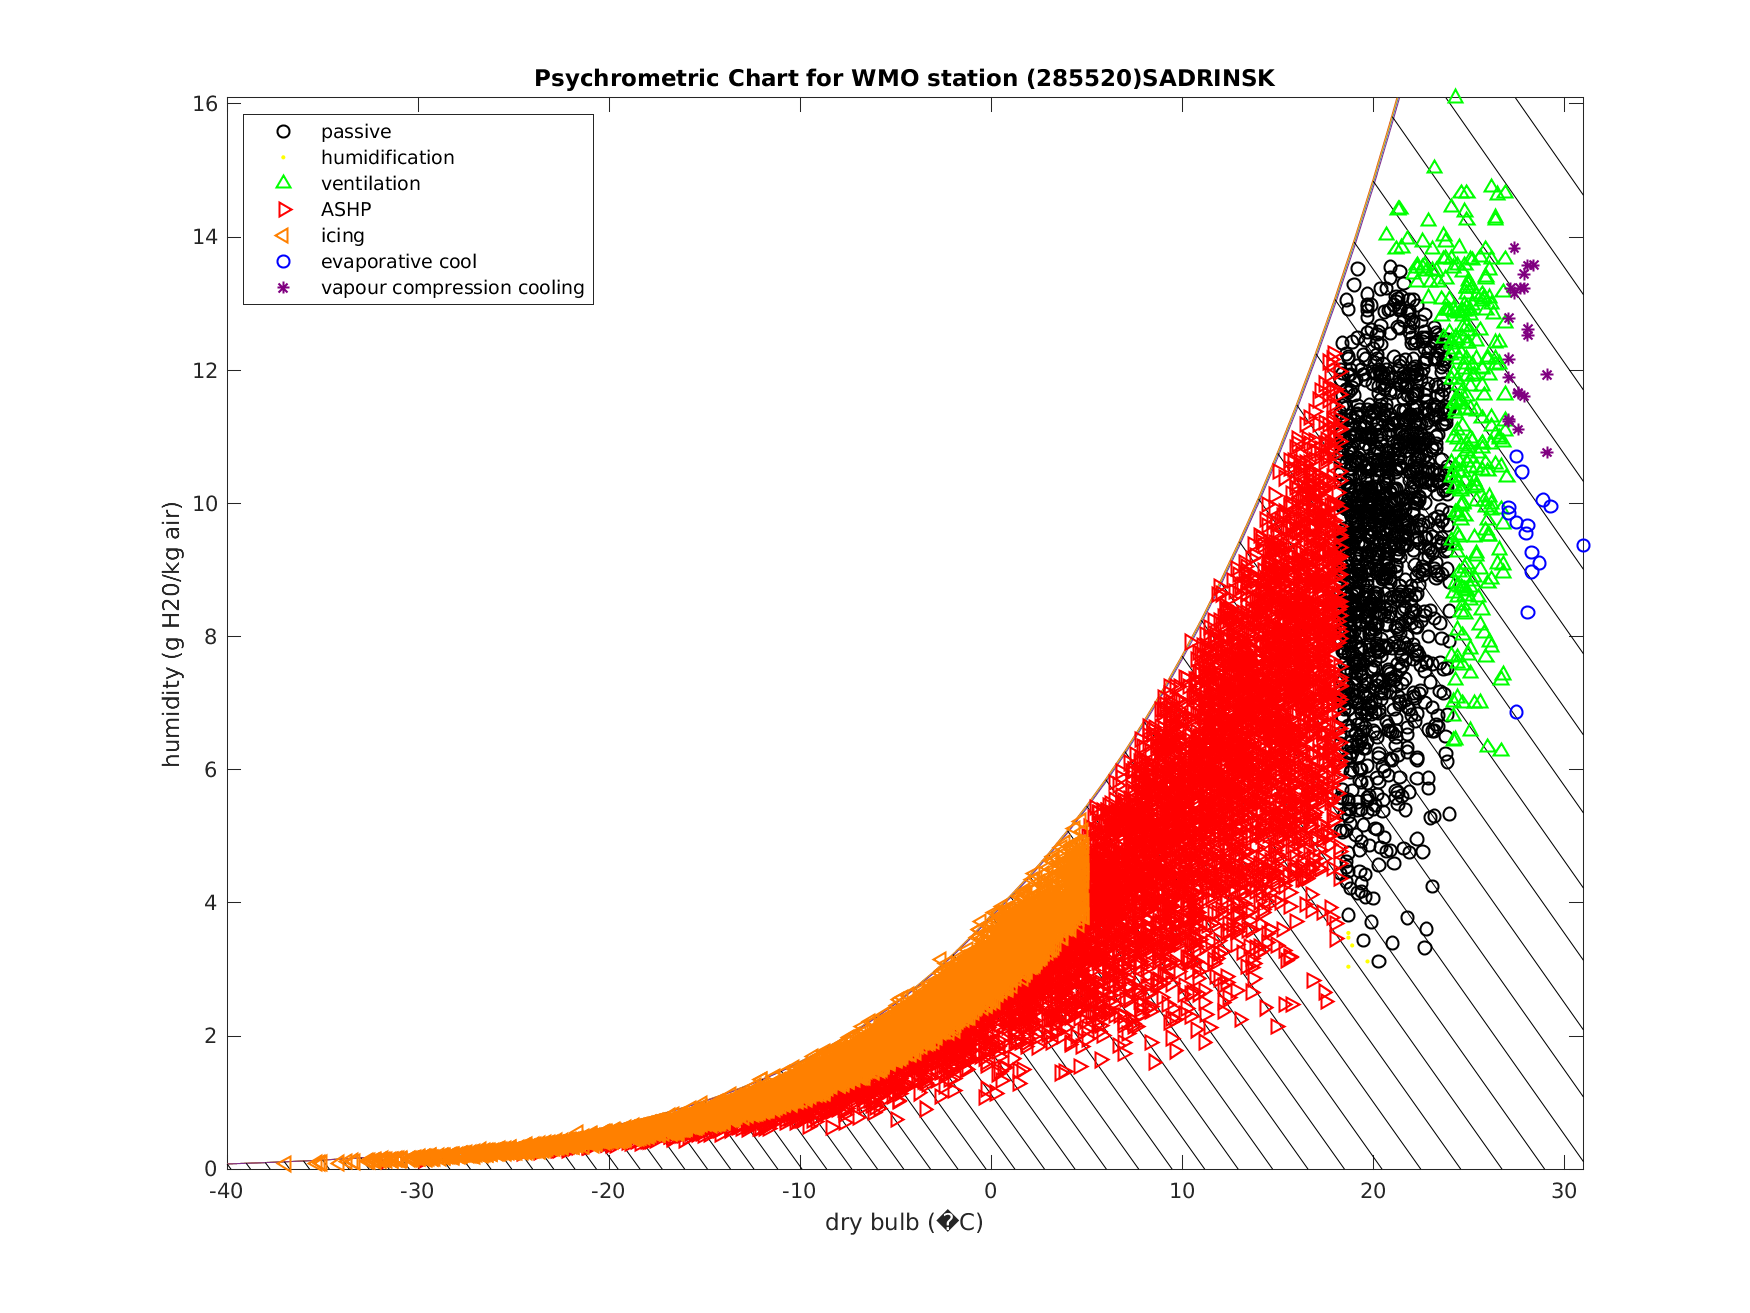 Psychrometric Chart for WMO station (285520)SADRINSK
16
14
12
10
8
6
4
2
0
humidity (g H20/kg air)
passive
humidification
ventilation
ASHP
icing
evaporative cool
vapour compression cooling
-40 -30 -20 -10 0 10 20 30
dry bulb (�C)